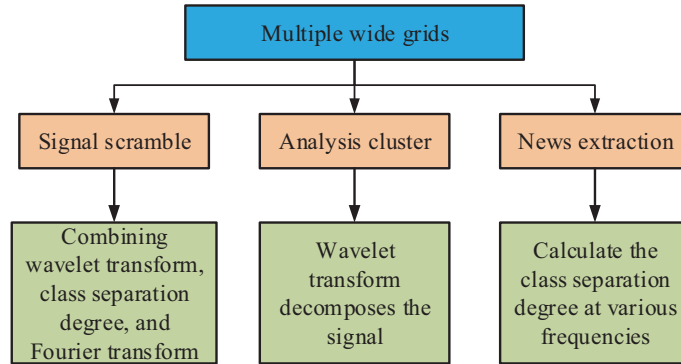 Multiple wide grids
Signal scramble
Analysis cluster
News extraction
Combining
wavelet transform,
class separation
degree, and
Fourier transform
Wavelet
transform
decomposes the
signal
Calculate the
class separation
degree at various
frequencies